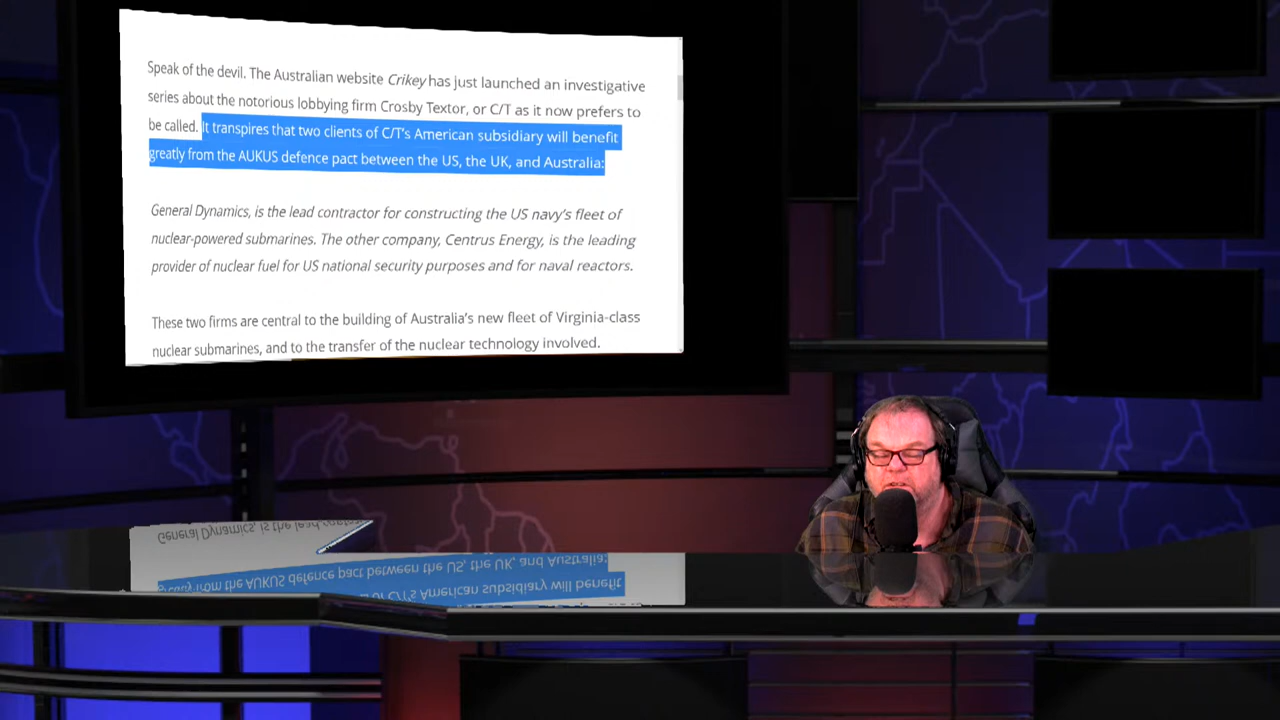 Speak of the devil. The Australian website Crikey has just launched an investigative
series about the notorious lobbying firm Crosby Textor, or C/T as it now prefers to
be called. It transpires that two clients of C/T's American subsidiary will benefit
greatly from the AUKUS defence pact between the US, the UK, and Australia:
General Dynamics, is the lead contractor for constructing the US navy's fleet of
nuclear-powered submarines. The other company, Centrus Energy, is the leading
provider of nuclear fuel for US national security purposes and for naval reactors.
These two firms are central to the building of Australia's new fleet of Virginia-class
nuclear submarines, and to the transfer of the nuclear technology involved.